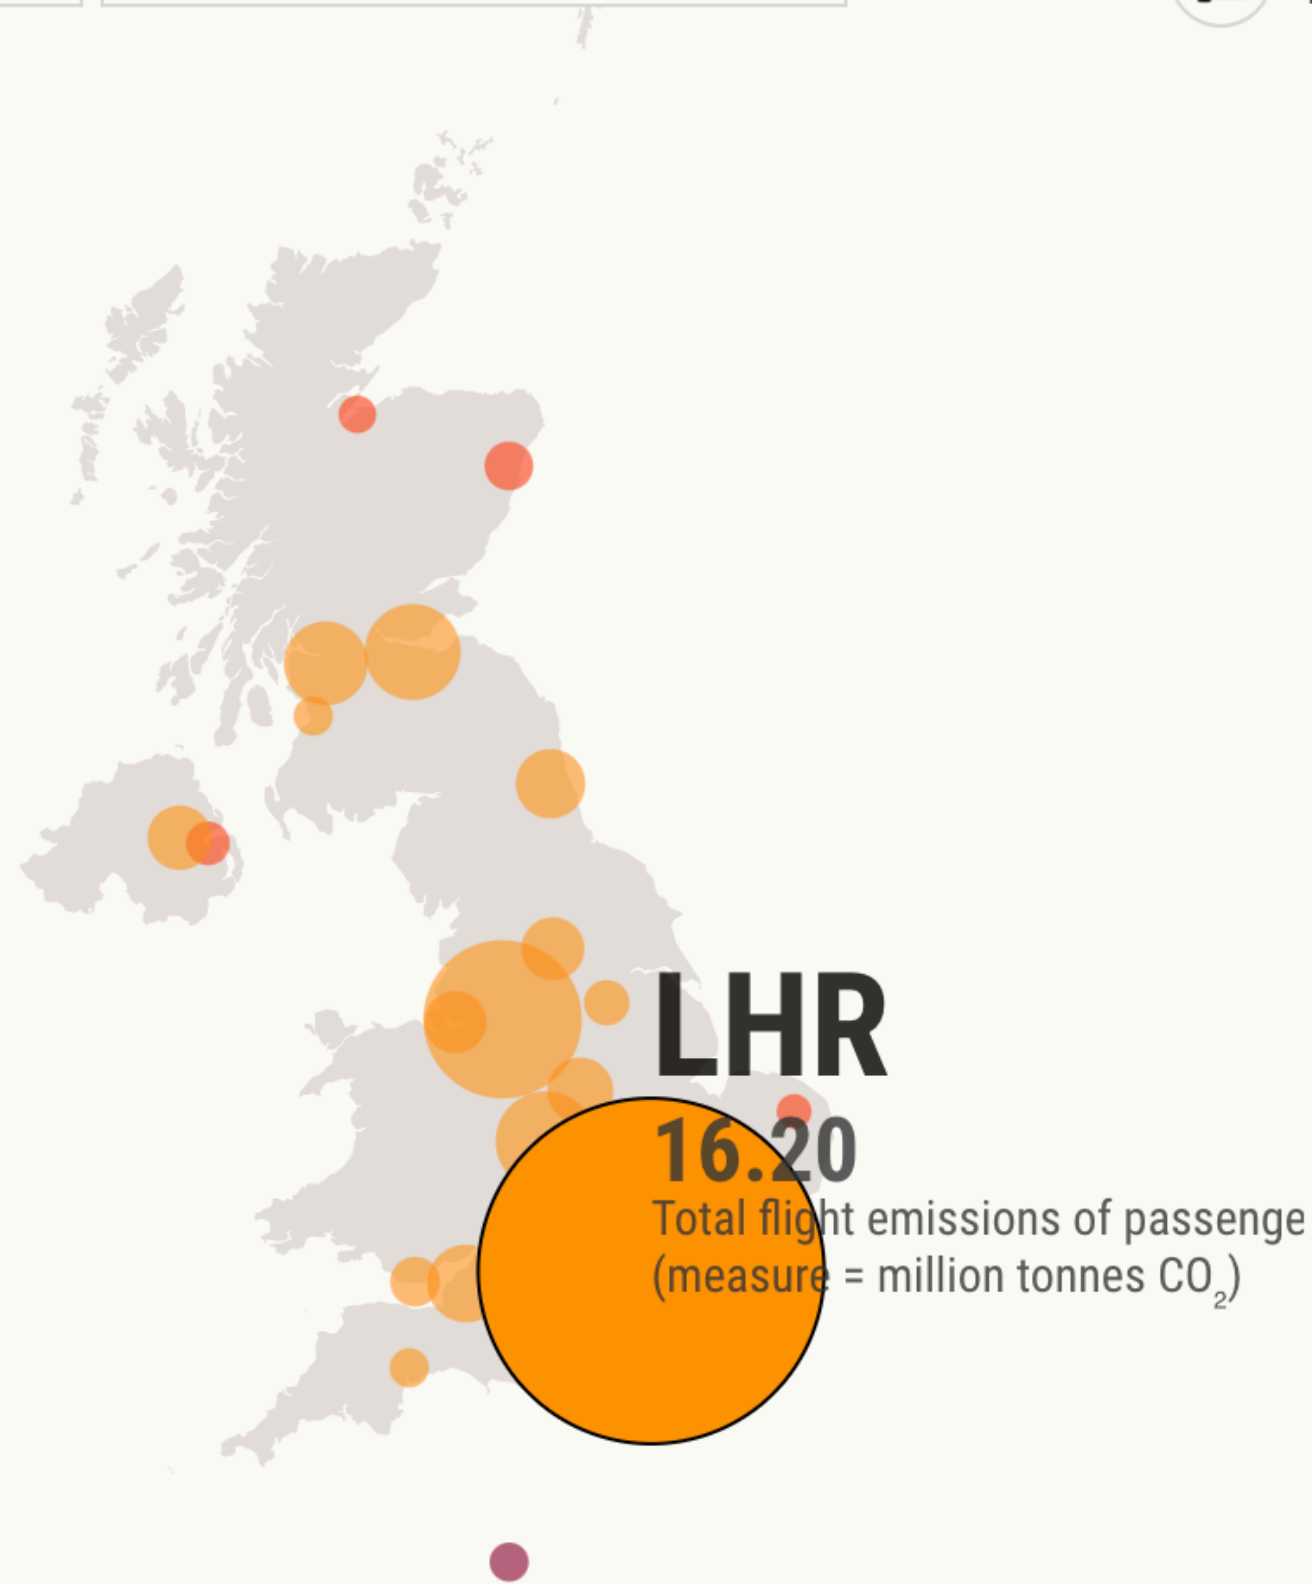 LHR
16.20
Total flight emissions of passenge
(measure = million tonnes CO₂)